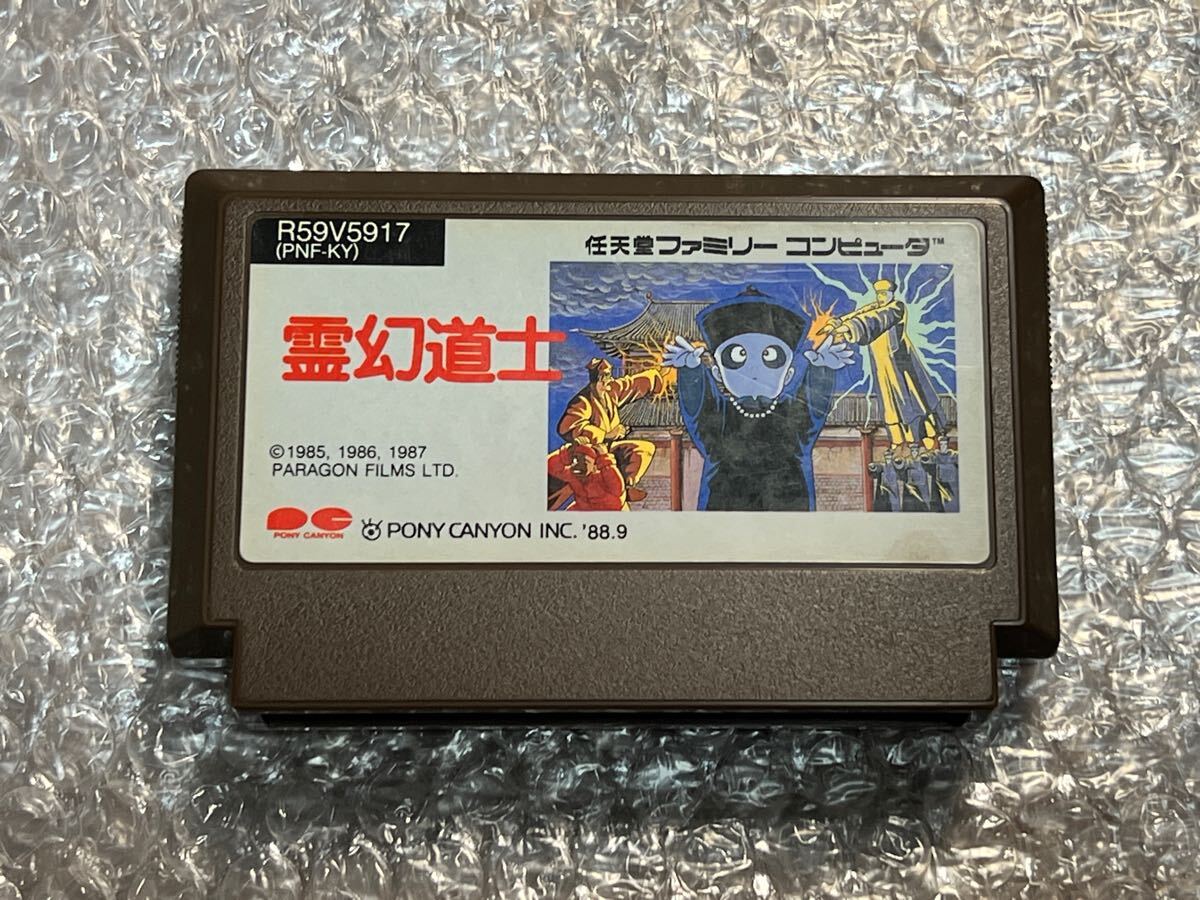 R59V5917
(PNF-KY)
任天堂ファミリー コンピュータ™
霊幻道士
©1985, 1986, 1987
PARAGON FILMS LTD.
PC
PONY CANYON
PONY CANYON INC. '88.9